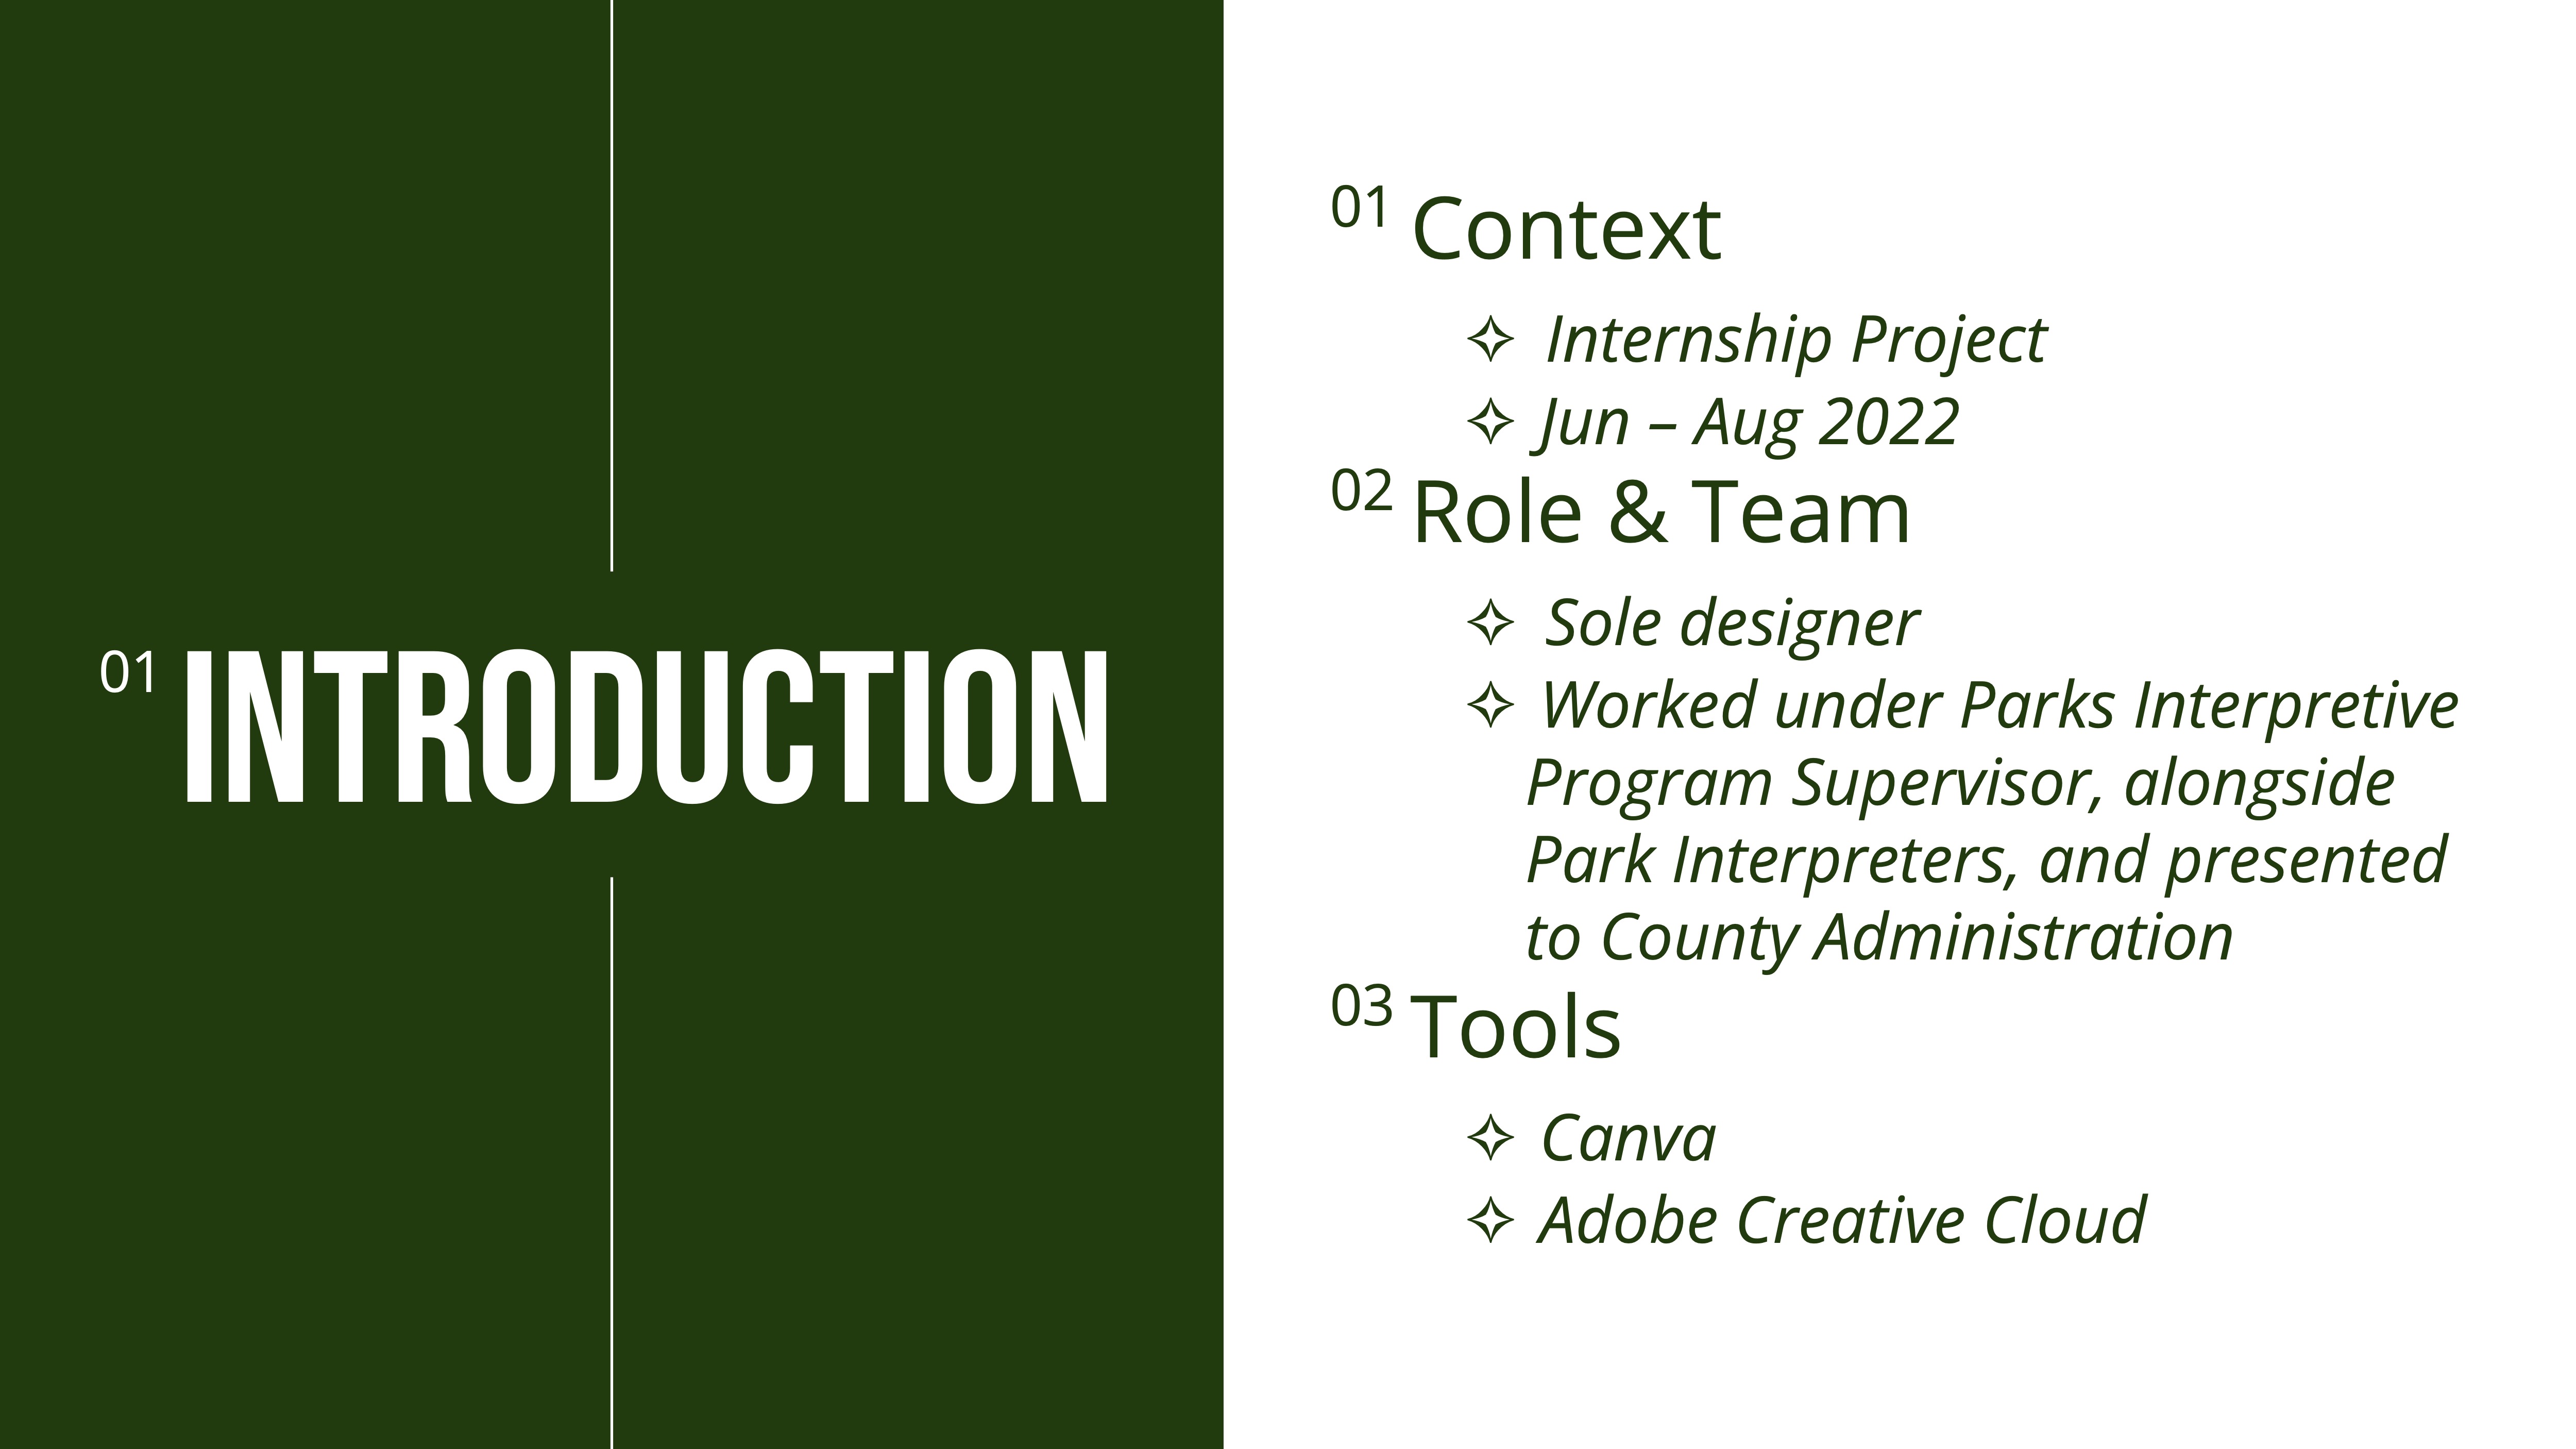 01 INTRODUCTION
01 Context
✧ Internship Project
✧ Jun – Aug 2022
02 Role & Team
✧ Sole designer
✧ Worked under Parks Interpretive
Program Supervisor, alongside
Park Interpreters, and presented
to County Administration
03 Tools
✧ Canva
✧ Adobe Creative Cloud